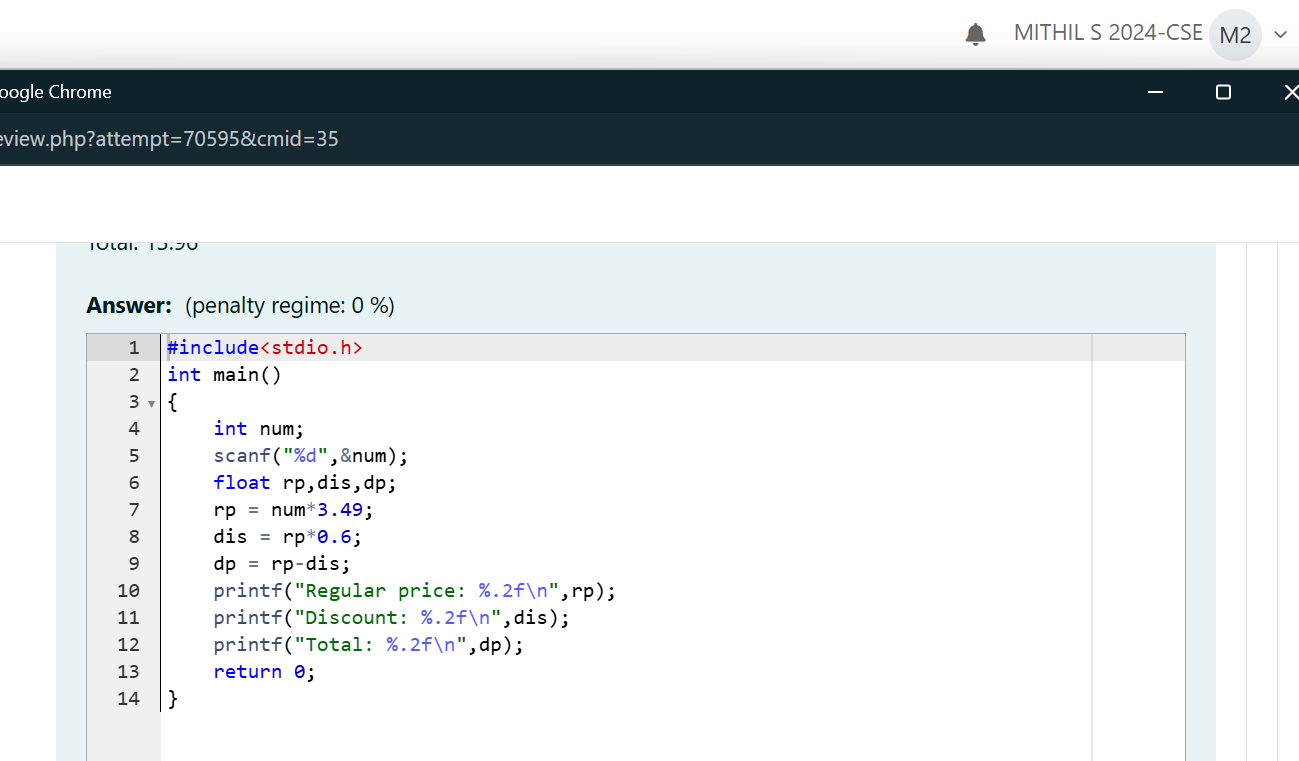 MITHIL S 2024-CSE M2
oogle Chrome
eview.php?attempt=70595&cmid=35
Total: 13.96
Answer: (penalty regime: 0 %)
1 #include<stdio.h>
2 int main()
3 {
4 int num;
5 scanf("%d",&num);
6 float rp,dis,dp;
7 rp = num*3.49;
8 dis = rp*0.6;
9 dp = rp-dis;
10 printf("Regular price: %.2f\n",rp);
11 printf("Discount: %.2f\n",dis);
12 printf("Total: %.2f\n",dp);
13 return 0;
14 }